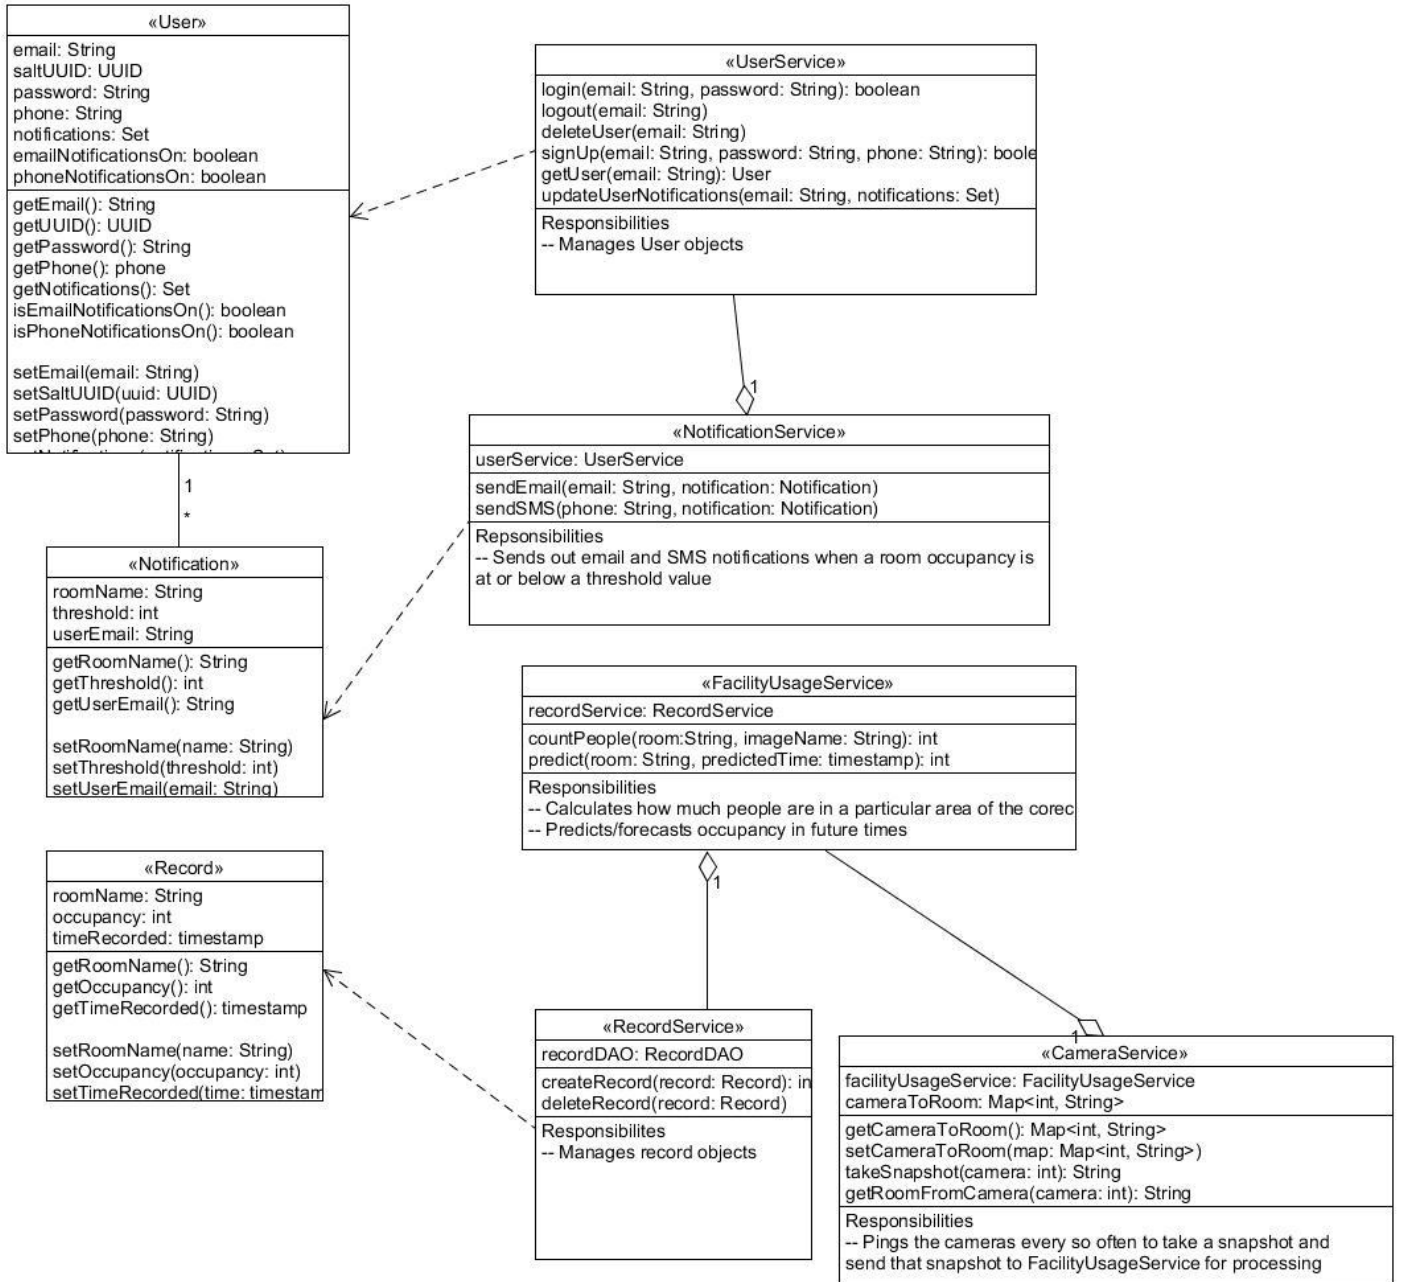 «User»
email: String
saltUUID: UUID
password: String
phone: String
notifications: Set
emailNotificationsOn: boolean
phoneNotificationsOn: boolean
getEmail(): String
getUUID(): UUID
getPassword(): String
getPhone(): phone
getNotifications(): Set
isEmailNotificationsOn(): boolean
isPhoneNotificationsOn(): boolean
setEmail(email: String)
setSaltUUID(uuid: UUID)
setPassword(password: String)
setPhone(phone: String)
1
*
«UserService»
login(email: String, password: String): boolean
logout(email: String)
deleteUser(email: String)
signUp(email: String, password: String, phone: String): boole
getUser(email: String): User
updateUserNotifications(email: String, notifications: Set)
Responsibilities
-- Manages User objects
1
«NotificationService»
userService: UserService
sendEmail(email: String, notification: Notification)
sendSMS(phone: String, notification: Notification)
Repsonsibilities
-- Sends out email and SMS notifications when a room occupancy is
at or below a threshold value
«Notification»
roomName: String
threshold: int
userEmail: String
getRoomName(): String
getThreshold(): int
getUserEmail(): String
setRoomName(name: String)
setThreshold(threshold: int)
setUserEmail(email: String)
«FacilityUsageService»
recordService: RecordService
countPeople(room:String, imageName: String): int
predict(room: String, predictedTime: timestamp): int
Responsibilities
-- Calculates how much people are in a particular area of the corec
-- Predicts/forecasts occupancy in future times
1
«Record»
roomName: String
occupancy: int
timeRecorded: timestamp
getRoomName(): String
getOccupancy(): int
getTimeRecorded(): timestamp
setRoomName(name: String)
setOccupancy(occupancy: int)
setTimeRecorded(time: timestam
«RecordService»
recordDAO: RecordDAO
createRecord(record: Record): in
deleteRecord(record: Record)
Responsibilites
-- Manages record objects
1
«CameraService»
facilityUsageService: FacilityUsageService
cameraToRoom: Map<int, String>
getCameraToRoom(): Map<int, String>
setCameraToRoom(map: Map<int, String>)
takeSnapshot(camera: int): String
getRoomFromCamera(camera: int): String
Responsibilities
-- Pings the cameras every so often to take a snapshot and
send that snapshot to FacilityUsageService for processing